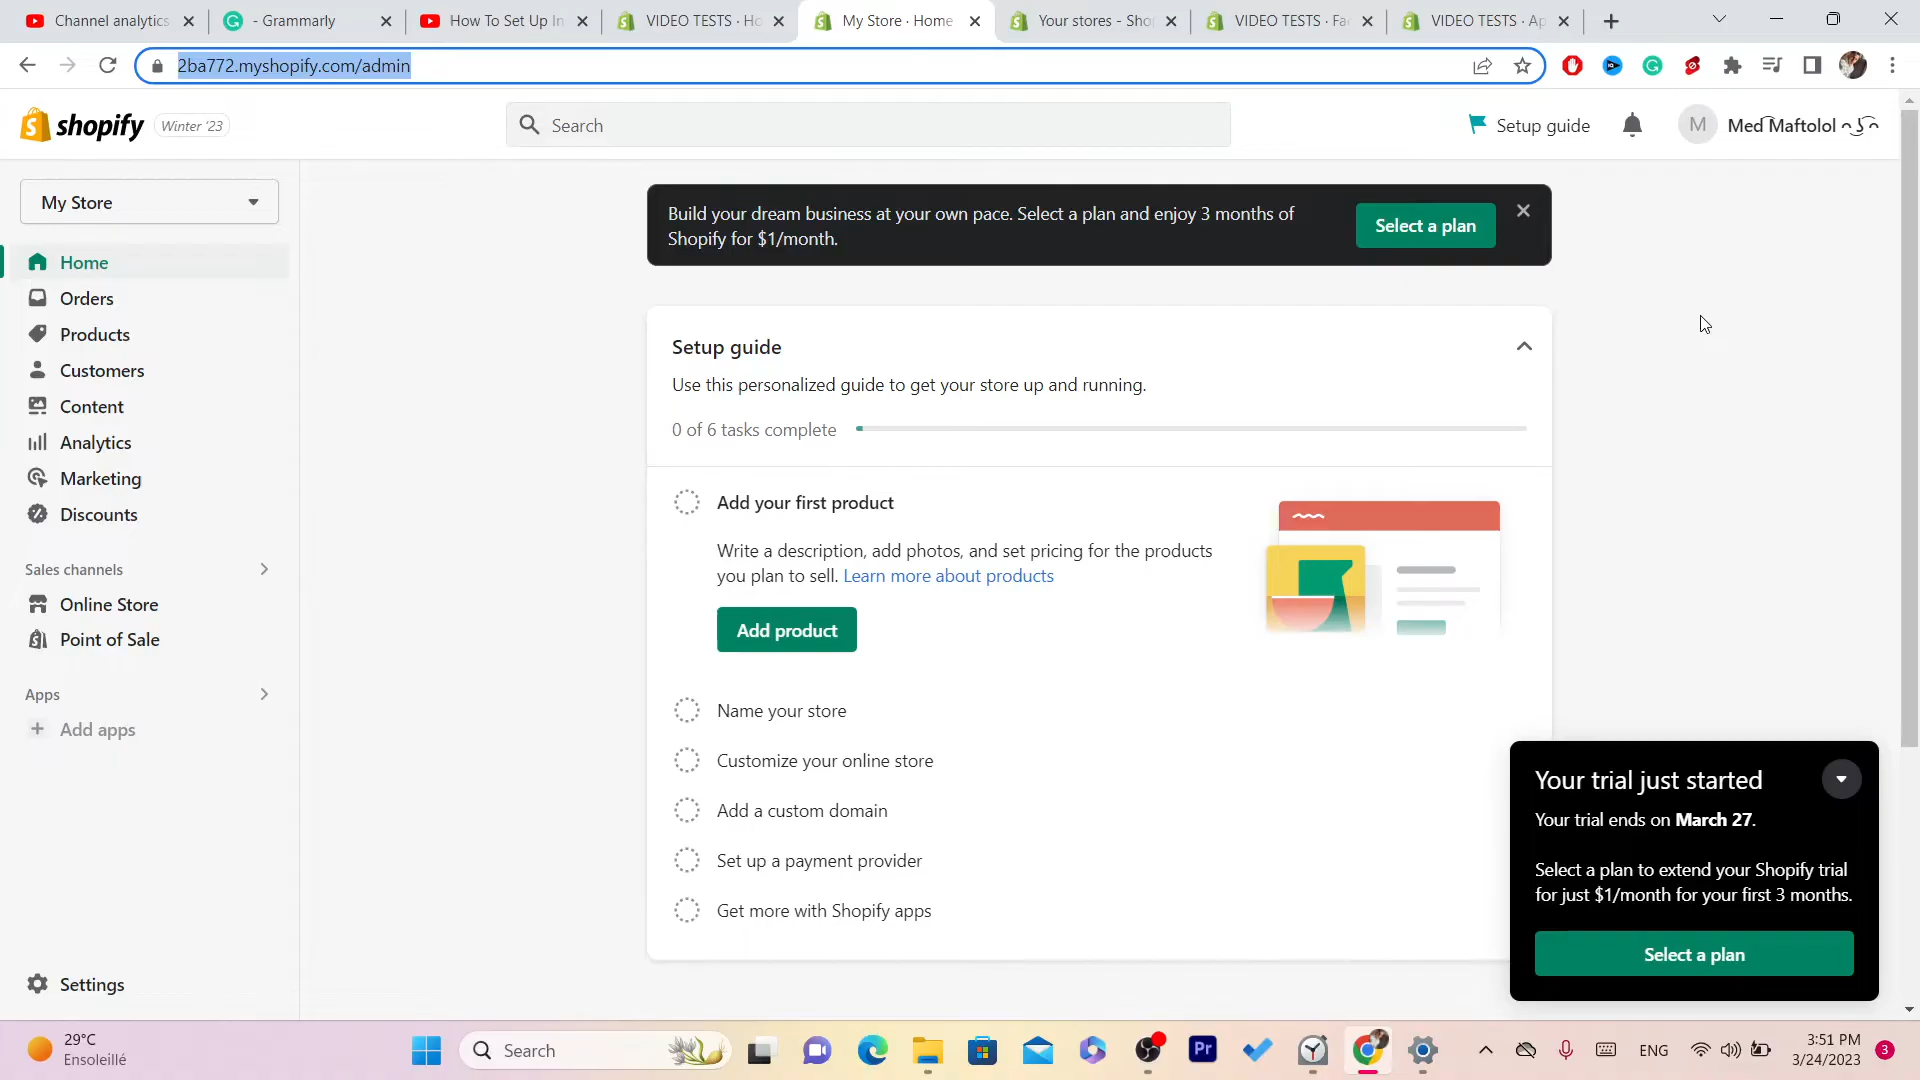 Channel analytics
- Grammarly
How To Set Up In
VIDEO TESTS · Ho
My Store · Home
Your stores - Sho
VIDEO TESTS · Fa
VIDEO TESTS · Ap
2ba772.myshopify.com/admin
shopify
Winter '23
Search
Setup guide
M
Med͡ Maftolol
My Store
Build your dream business at your own pace. Select a plan and enjoy 3 months of
Shopify for $1/month.
Select a plan
Home
Orders
Products
Customers
Content
Analytics
Marketing
Discounts
Sales channels
Online Store
Point of Sale
Apps
Add apps
Settings
Setup guide
Use this personalized guide to get your store up and running.
0 of 6 tasks complete
Add your first product
Write a description, add photos, and set pricing for the products
you plan to sell. Learn more about products
Add product
Name your store
Customize your online store
Add a custom domain
Set up a payment provider
Get more with Shopify apps
Your trial just started
Your trial ends on March 27.
Select a plan to extend your Shopify trial
for just $1/month for your first 3 months.
Select a plan
29°C
Ensoleillé
Search
Pr
ENG
3:51 PM
3/24/2023
3